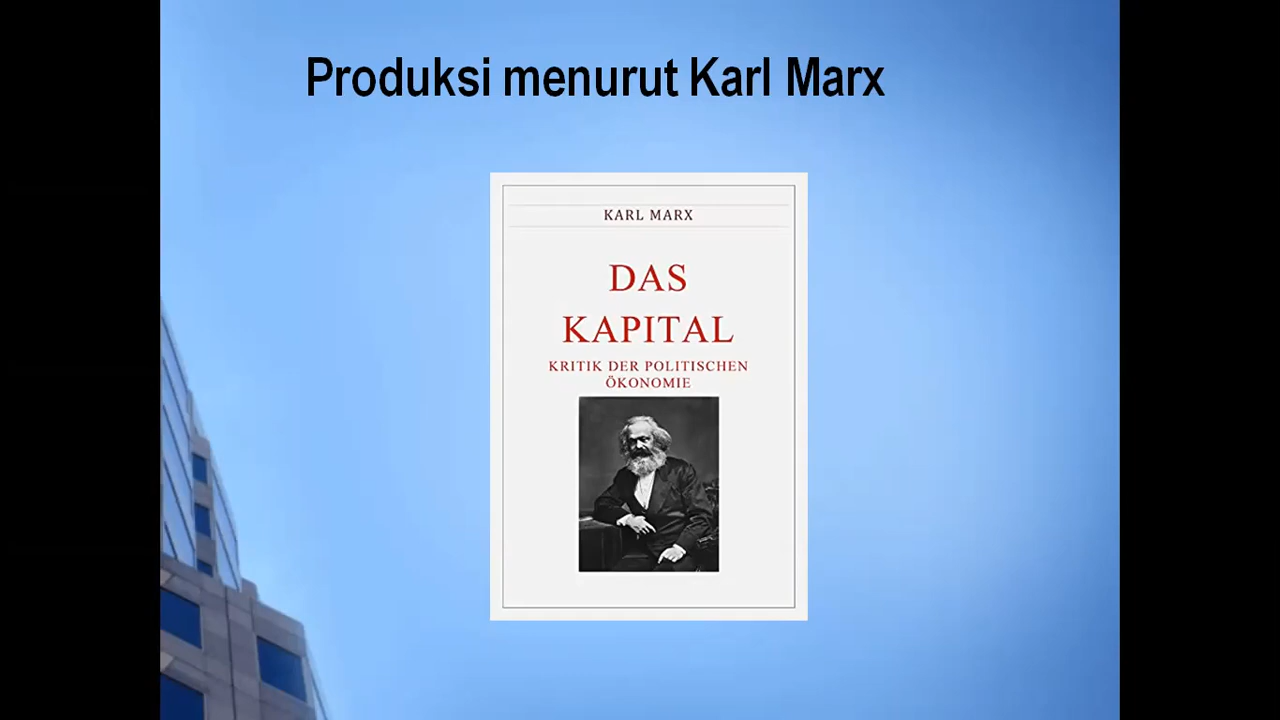 Produksi menurut Karl Marx
KARL MARX
DAS
KAPITAL
KRITIK DER POLITISCHEN
ÖKONOMIE